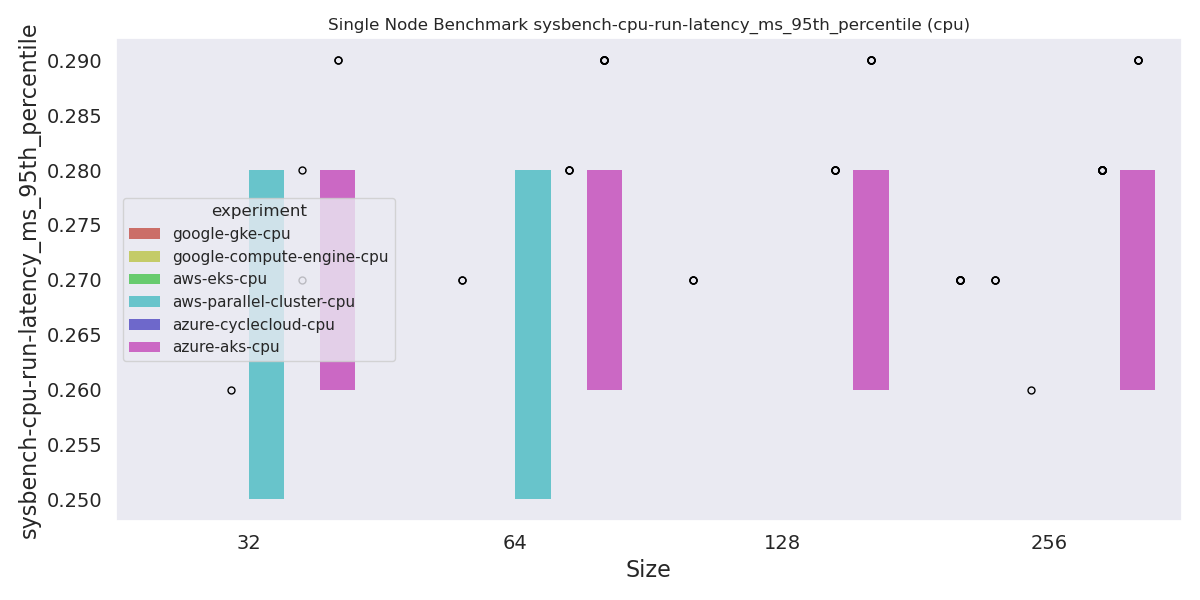 Single Node Benchmark sysbench-cpu-run-latency_ms_95th_percentile (cpu)
sysbench-cpu-run-latency_ms_95th_percentile
0.290
0.285
0.280
0.275
0.270
0.265
0.260
0.255
0.250
experiment
google-gke-cpu
google-compute-engine-cpu
aws-eks-cpu
aws-parallel-cluster-cpu
azure-cyclecloud-cpu
azure-aks-cpu
32 64 128 256
Size